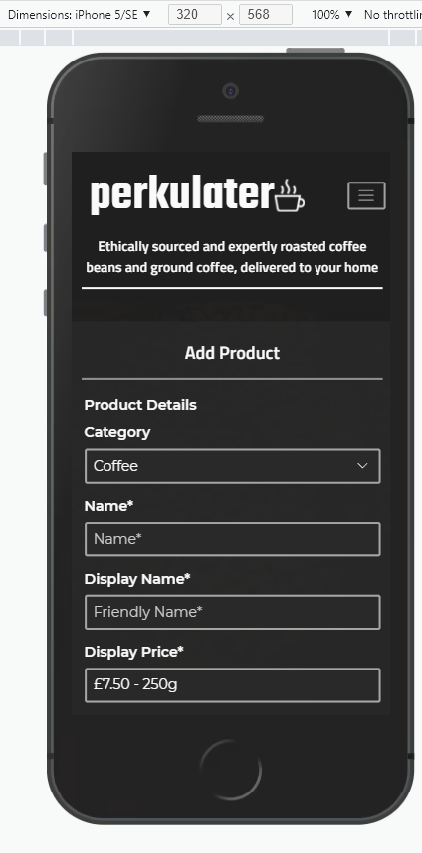 Dimensions: iPhone 5/SE ▼ 320 × 568 100% ▼ No throttlin
perkulater
Ethically sourced and expertly roasted coffee
beans and ground coffee, delivered to your home
Add Product
Product Details
Category
Coffee
Name*
Name*
Display Name*
Friendly Name*
Display Price*
£7.50 - 250g